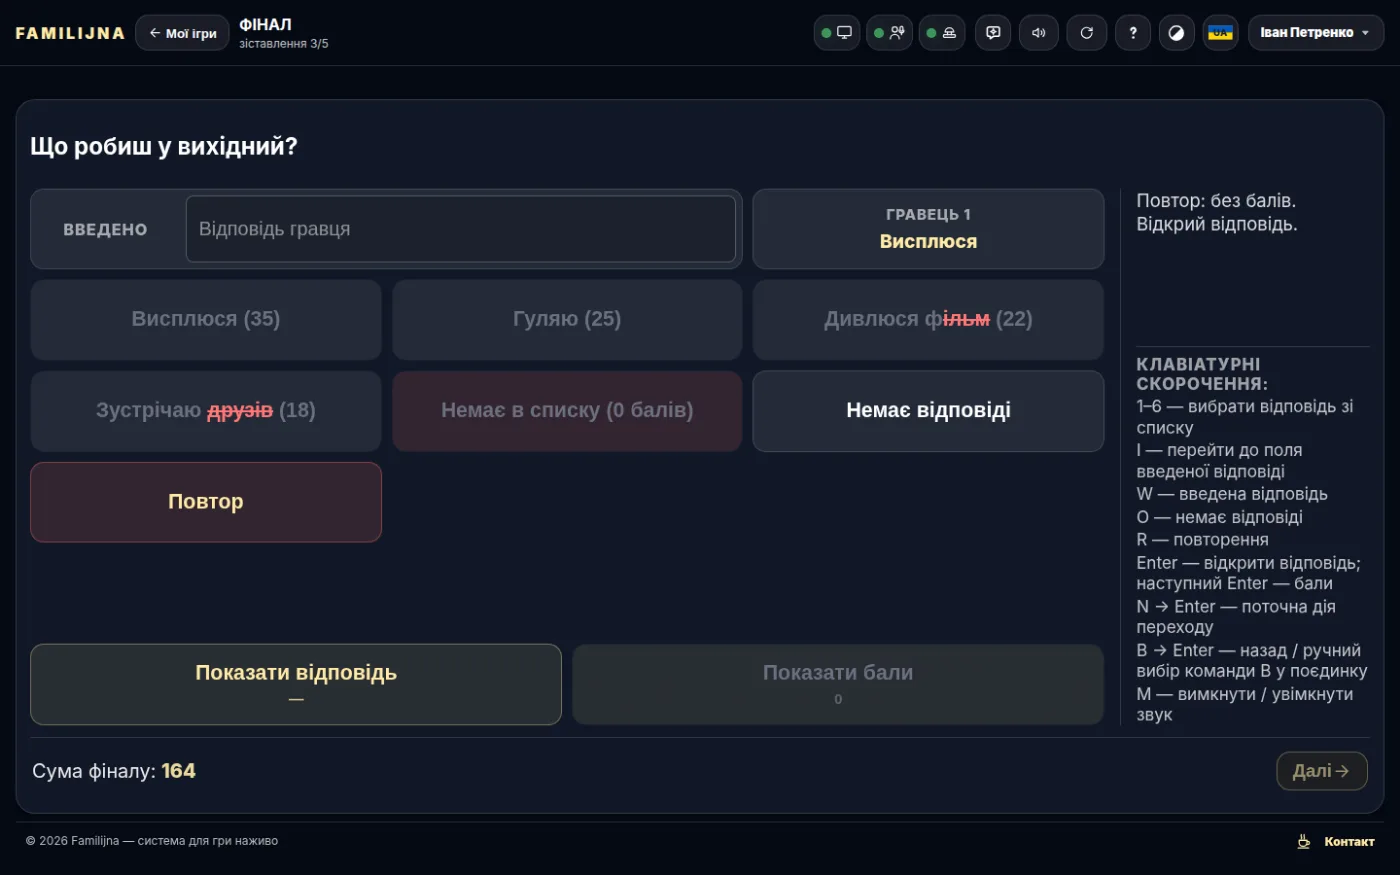 FAMILIJNA
← Мої ігри
ФІНАЛ
зіставлення 3/5
?
UA
Іван Петренко
Що робиш у вихідний?
ВВЕДЕНО
Відповідь гравця
ГРАВЕЦЬ 1
Висплюся
Висплюся (35)
Гуляю (25)
Дивлюся фільм (22)
Зустрічаю друзів (18)
Немає в списку (0 балів)
Немає відповіді
Повтор
Показати відповідь
—
Показати бали
0
Повтор: без балів.
Відкрий відповідь.
КЛАВІАТУРНІ
СКОРОЧЕННЯ:
1–6 — вибрати відповідь зі
списку
I — перейти до поля
введеної відповіді
W — введена відповідь
O — немає відповіді
R — повторення
Enter — відкрити відповідь;
наступний Enter — бали
N → Enter — поточна дія
переходу
B → Enter — назад / ручний
вибір команди B у поєдинку
M — вимкнути / увімкнути
звук
Сума фіналу: 164
Далі →
© 2026 Familijna — система для гри наживо
Контакт